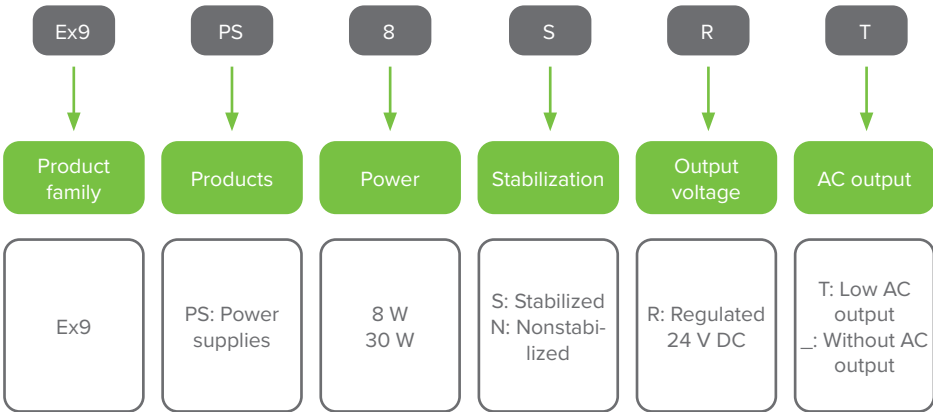 Ex9
PS
8
S
R
T
Product
family
Products
Power
Stabilization
Output
voltage
AC output
Ex9
PS: Power
supplies
8 W
30 W
S: Stabilized
N: Nonstabi-
lized
R: Regulated
24 V DC
T: Low AC
output
_: Without AC
output